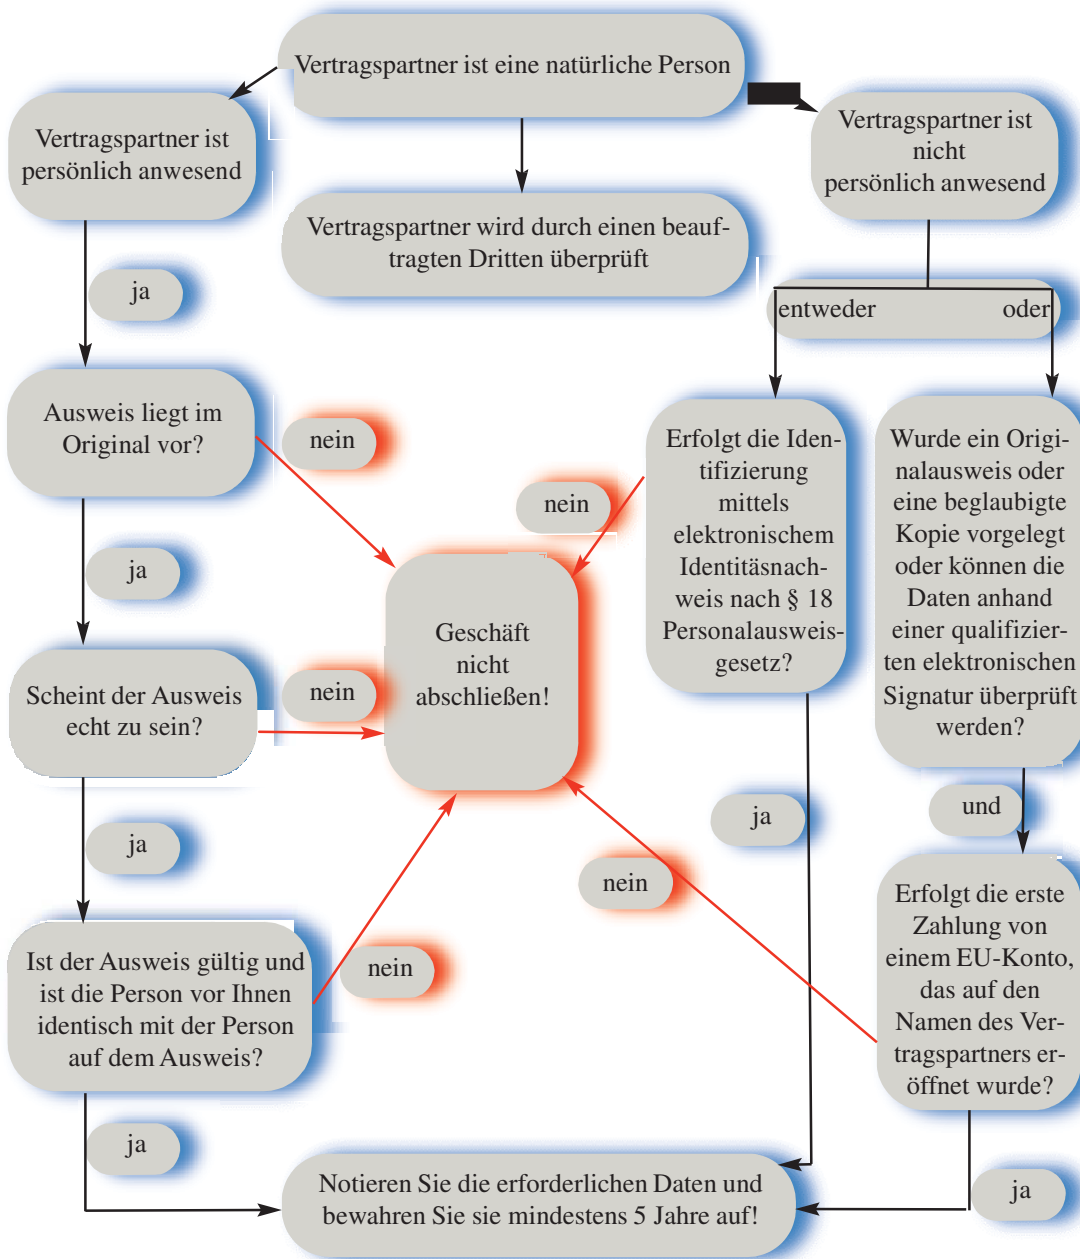 Vertragspartner ist eine natürliche Person
Vertragspartner ist
persönlich anwesend
Vertragspartner ist
nicht
persönlich anwesend
Vertragspartner wird durch einen beauf-
tragten Dritten überprüft
ja
entweder
oder
Ausweis liegt im
Original vor?
nein
nein
Erfolgt die Iden-
tifizierung
mittels
elektronischem
Identitäsnach-
weis nach § 18
Personalausweis-
gesetz?
Wurde ein Origi-
nalausweis oder
eine beglaubigte
Kopie vorgelegt
oder können die
Daten anhand
einer qualifizier-
ten elektronischen
Signatur überprüft
werden?
ja
Geschäft
nicht
abschließen!
Scheint der Ausweis
echt zu sein?
nein
ja
ja
und
nein
Erfolgt die erste
Zahlung von
einem EU-Konto,
das auf den
Namen des Ver-
tragspartners er-
öffnet wurde?
Ist der Ausweis gültig und
ist die Person vor Ihnen
identisch mit der Person
auf dem Ausweis?
nein
ja
ja
Notieren Sie die erforderlichen Daten und
bewahren Sie sie mindestens 5 Jahre auf!